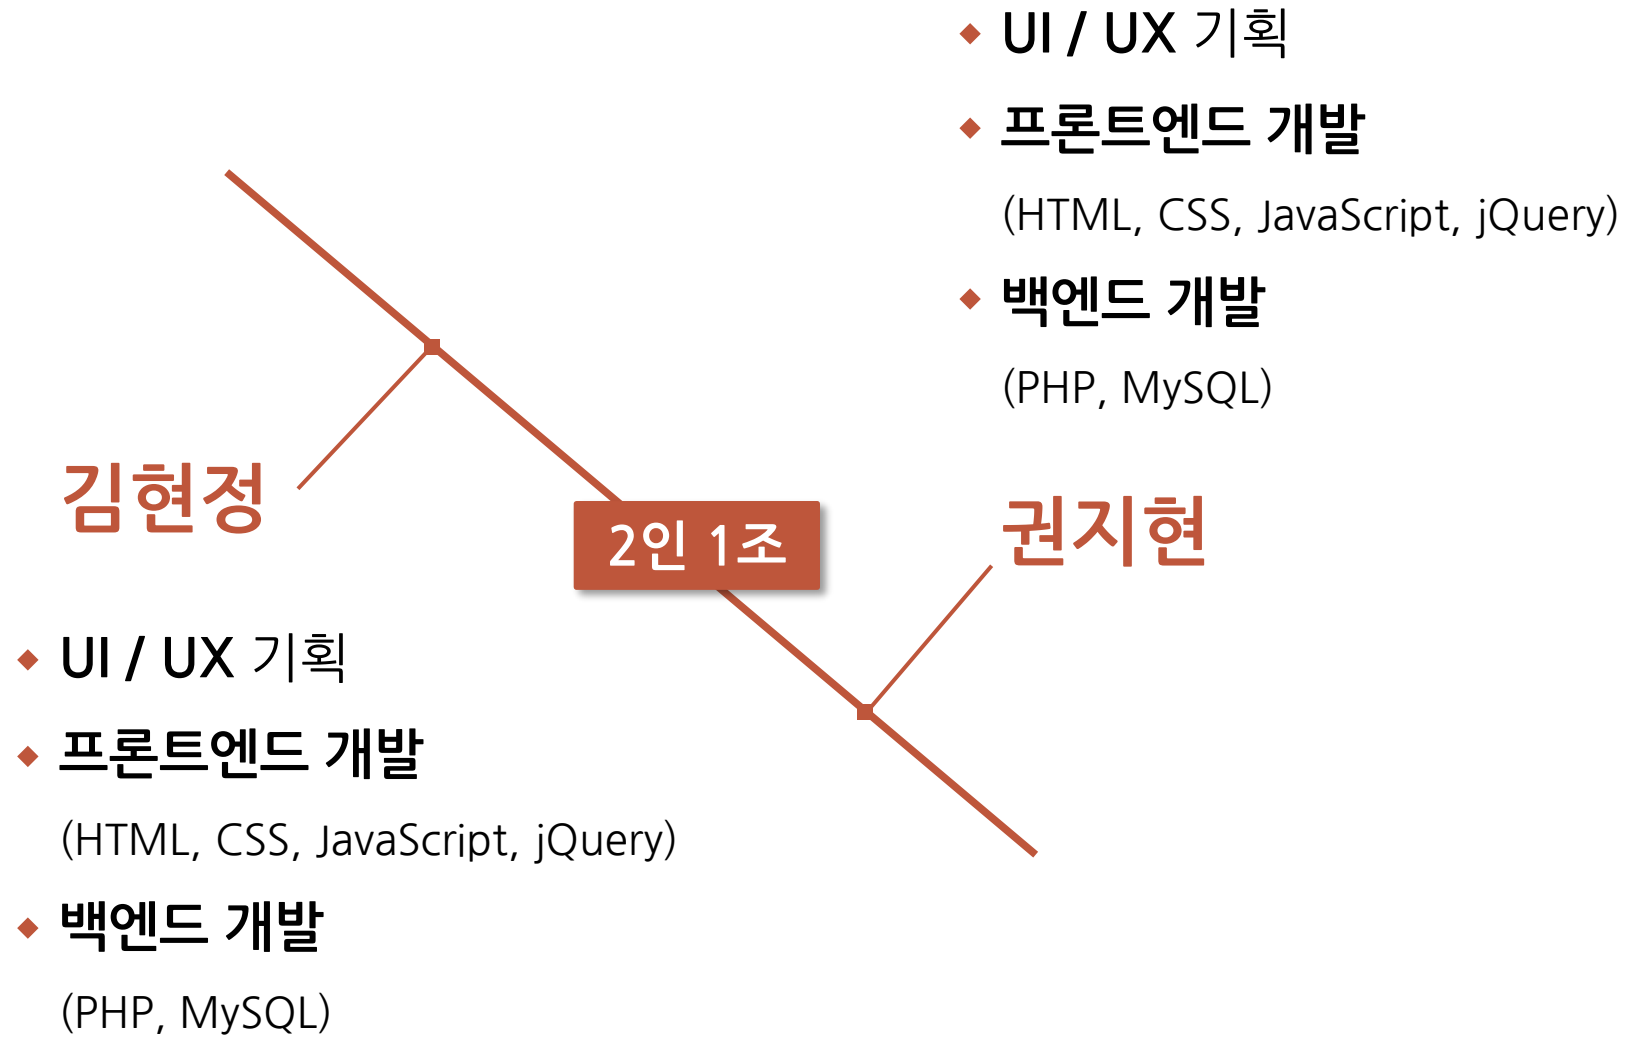 김현정
UI / UX 기획
프론트엔드 개발
(HTML, CSS, JavaScript, jQuery)
백엔드 개발
(PHP, MySQL)
2인 1조
UI / UX 기획
프론트엔드 개발
(HTML, CSS, JavaScript, jQuery)
백엔드 개발
(PHP, MySQL)
권지현